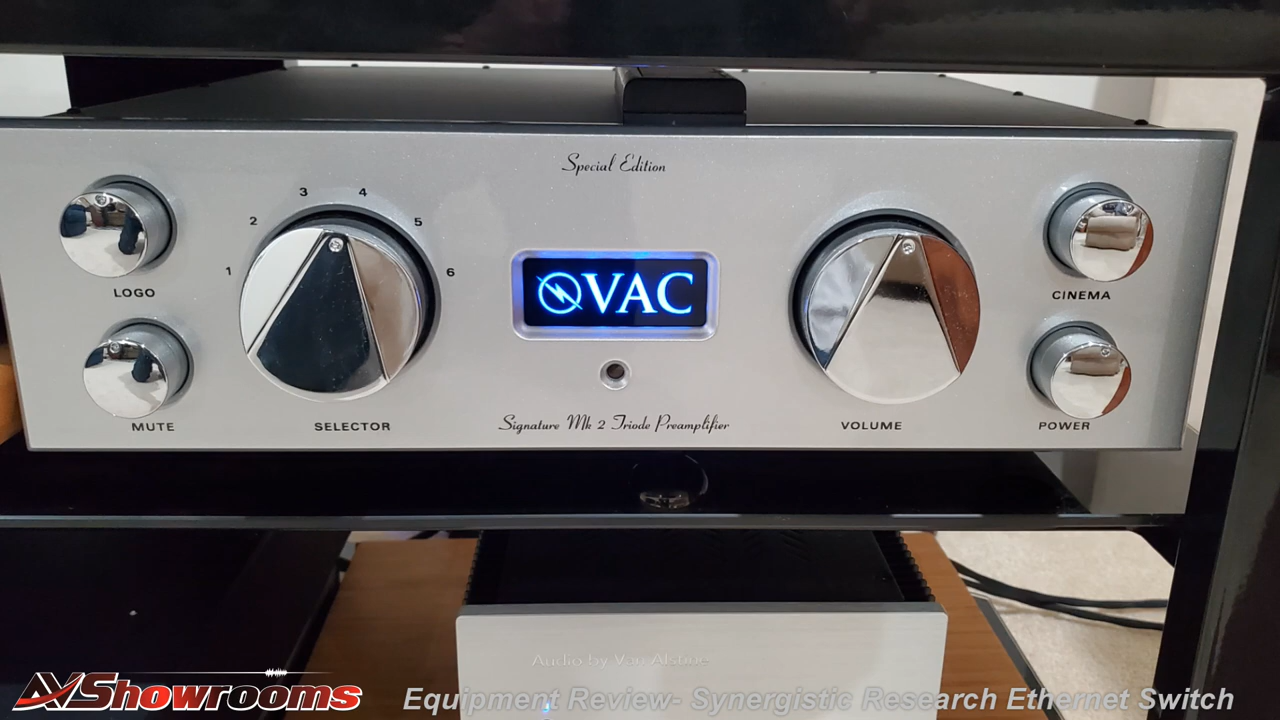 Special Edition
3 4
2 5
1 6
VAC
LOGO
CINEMA
MUTE
SELECTOR
Signature Mk 2 Triode Preamplifier
VOLUME
POWER
Audio by Van Alstine
AVShowrooms
Equipment Review- Synergistic Research Ethernet Switch